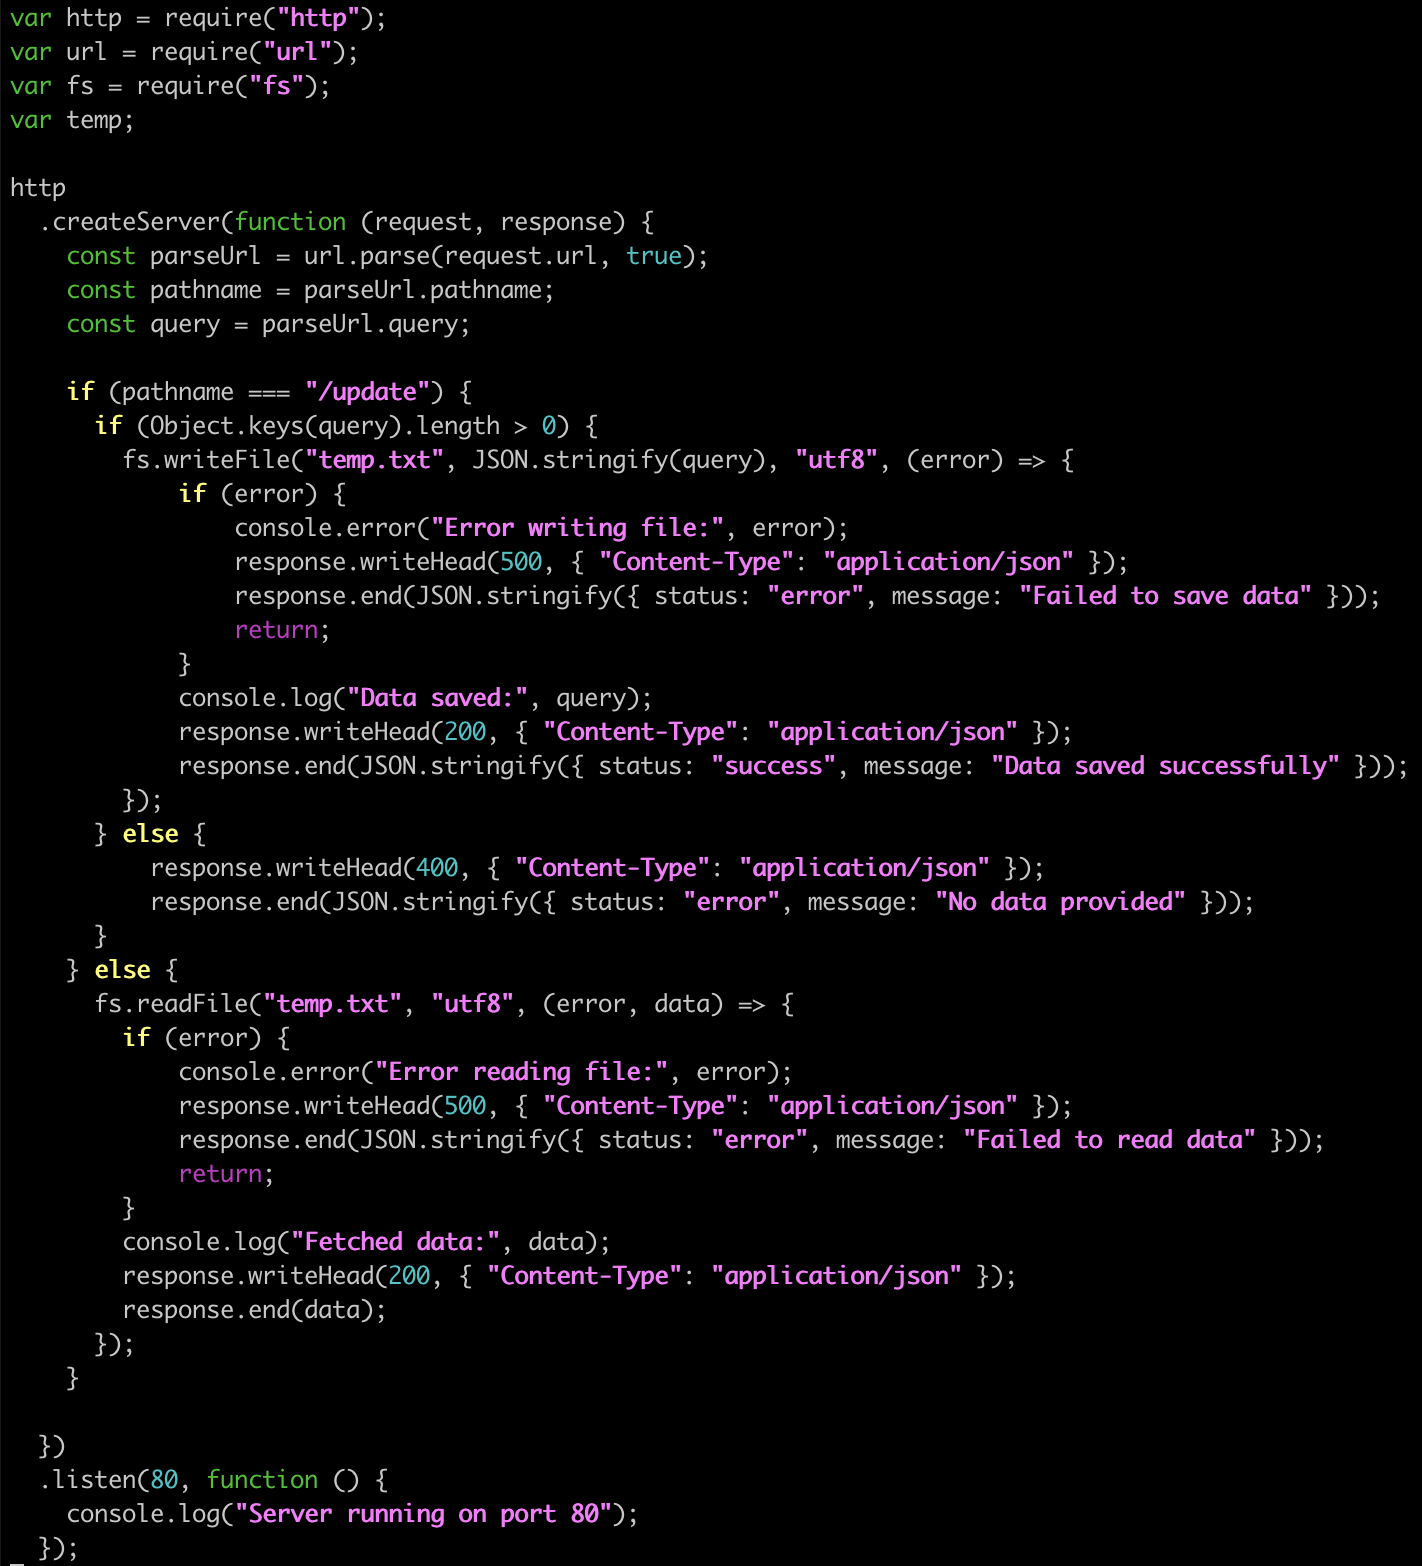 var http = require("http");
var url = require("url");
var fs = require("fs");
var temp;

http
  .createServer(function (request, response) {
    const parseUrl = url.parse(request.url, true);
    const pathname = parseUrl.pathname;
    const query = parseUrl.query;

    if (pathname === "/update") {
      if (Object.keys(query).length > 0) {
        fs.writeFile("temp.txt", JSON.stringify(query), "utf8", (error) => {
            if (error) {
                console.error("Error writing file:", error);
                response.writeHead(500, { "Content-Type": "application/json" });
                response.end(JSON.stringify({ status: "error", message: "Failed to save data" }));
                return;
            }
            console.log("Data saved:", query);
            response.writeHead(200, { "Content-Type": "application/json" });
            response.end(JSON.stringify({ status: "success", message: "Data saved successfully" }));
        });
      } else {
          response.writeHead(400, { "Content-Type": "application/json" });
          response.end(JSON.stringify({ status: "error", message: "No data provided" }));
      }
    } else {
      fs.readFile("temp.txt", "utf8", (error, data) => {
        if (error) {
            console.error("Error reading file:", error);
            response.writeHead(500, { "Content-Type": "application/json" });
            response.end(JSON.stringify({ status: "error", message: "Failed to read data" }));
            return;
        }
        console.log("Fetched data:", data);
        response.writeHead(200, { "Content-Type": "application/json" });
        response.end(data);
      });
    }

  })
  .listen(80, function () {
    console.log("Server running on port 80");
  });